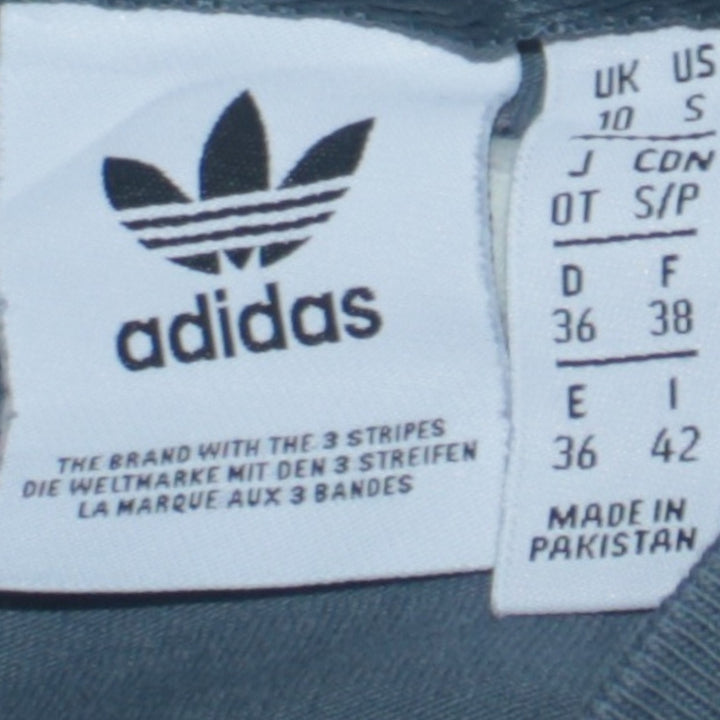 adidas
THE BRAND WITH THE 3 STRIPES
DIE WELTMARKE MIT DEN 3 STREIFEN
LA MARQUE AUX 3 BANDES
UK US
10 S
J CDN
OT S/P
D F
36 38
E I
36 42
MADE IN
PAKISTAN